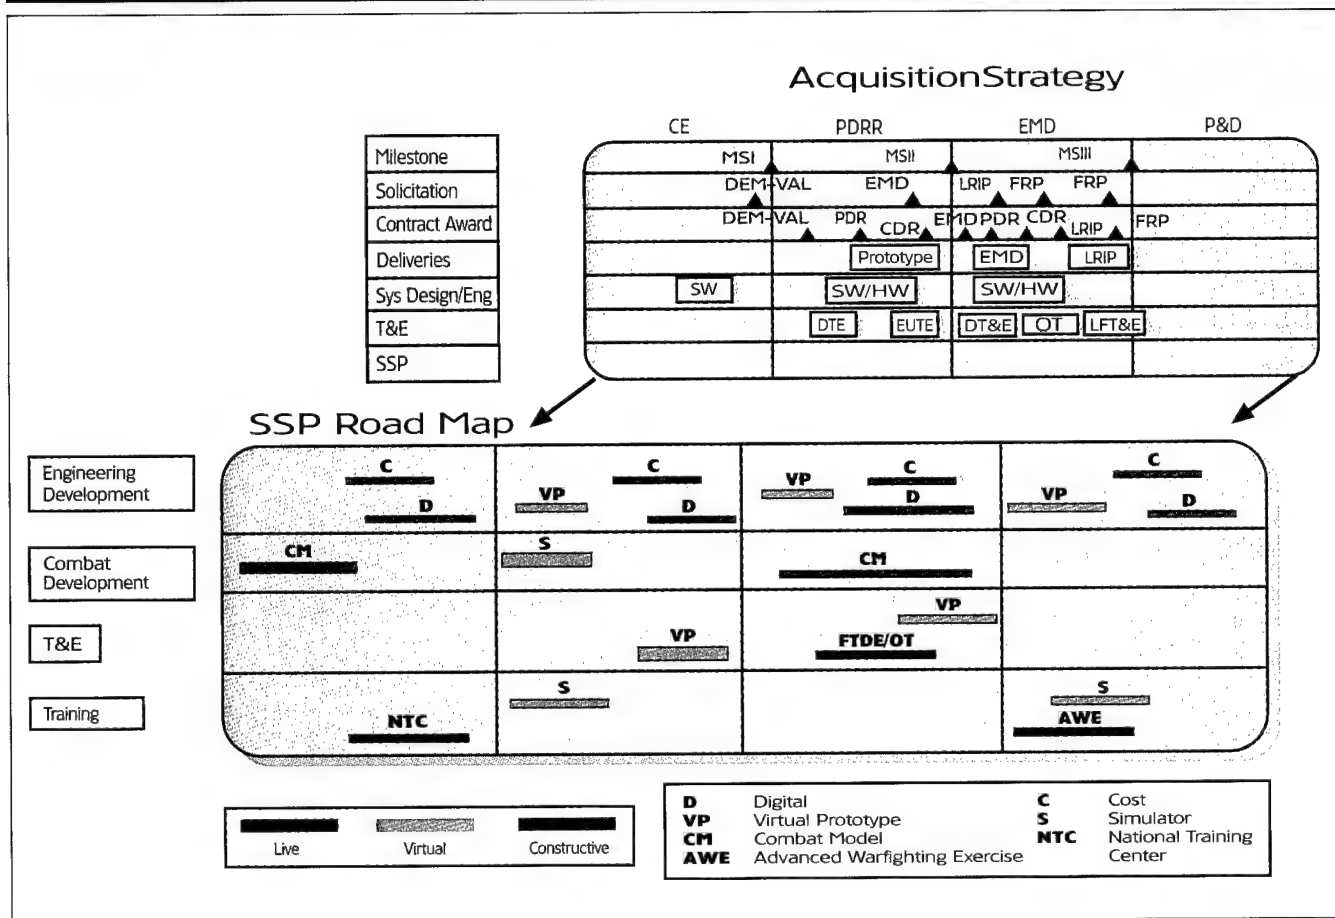 AcquisitionStrategy
CE PDRR EMD P&D
Milestone MSI MSII MSIII
Solicitation DEM-VAL EMD LRIP FRP FRP
Contract Award DEM-VAL PDR CDR EMD PDR CDR LRIP FRP
Deliveries Prototype EMD LRIP
Sys Design/Eng SW SW/HW SW/HW
T&E DTE EUTE DT&E OT LFT&E
SSP
SSP Road Map
Engineering
Development
C C VP C C
D VP D D VP D
Combat
Development
CM S CM
T&E
VP
VP FTDE/OT
Training
S S
NTC AWE
Live Virtual Constructive
D Digital C Cost
VP Virtual Prototype S Simulator
CM Combat Model NTC National Training
AWE Advanced Warfighting Exercise Center